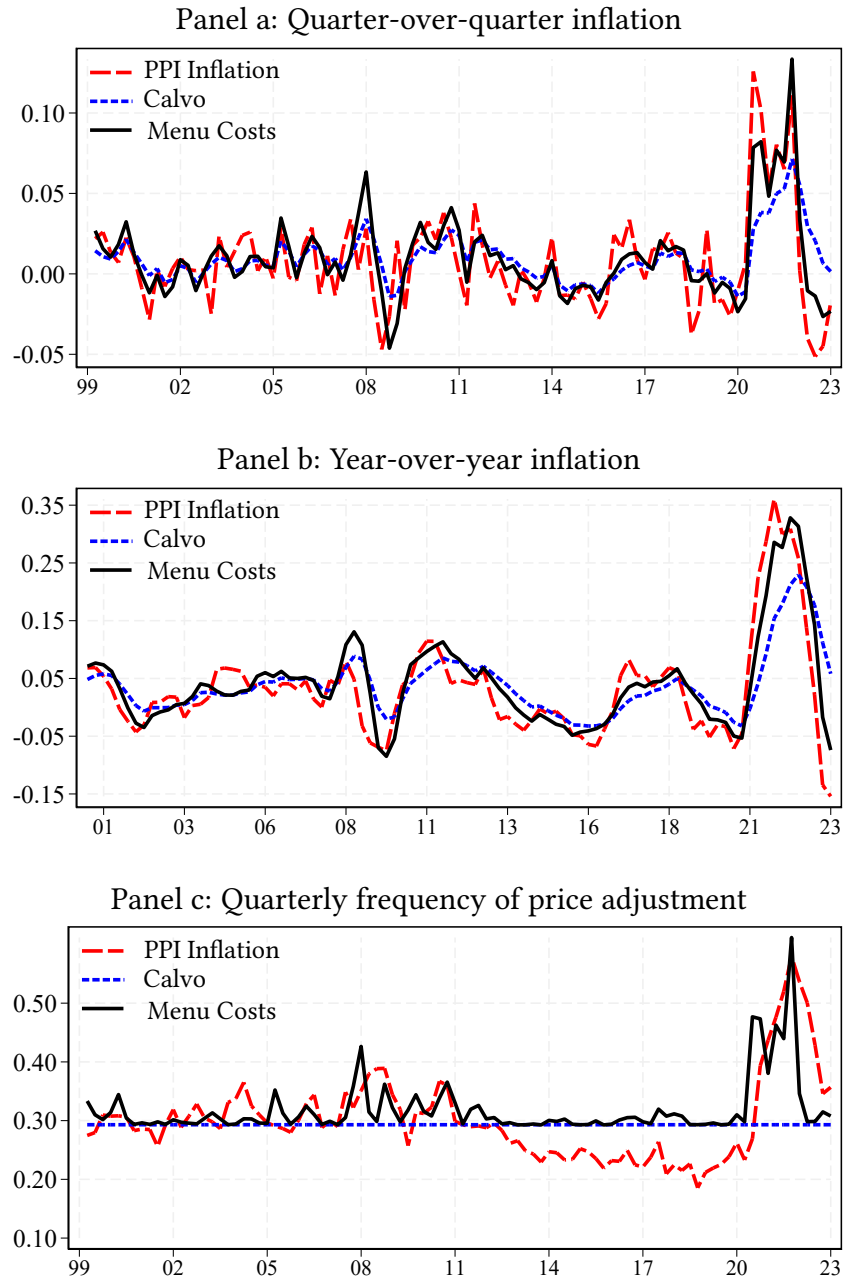 Panel a: Quarter-over-quarter inflation
PPI Inflation
Calvo
Menu Costs
0.10
0.05
0.00
-0.05
99 02 05 08 11 14 17 20 23
Panel b: Year-over-year inflation
PPI Inflation
Calvo
Menu Costs
0.35
0.25
0.15
0.05
-0.05
-0.15
01 03 06 08 11 13 16 18 21 23
Panel c: Quarterly frequency of price adjustment
PPI Inflation
Calvo
Menu Costs
0.50
0.40
0.30
0.20
0.10
99 02 05 08 11 14 17 20 23